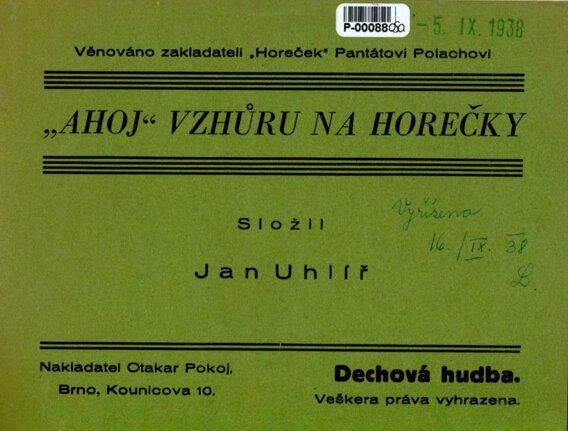 P-00088
- 5. IX. 1938
Věnováno zakladateli „Horeček" Pantátovi Polachovi
„AHOJ" VZHŮRU NA HOREČKY
Složil
Jan Uhlíř
Vyřízeno
16./IX. 38
L.
Nakladatel Otakar Pokoj,
Brno, Kounicova 10.
Dechová hudba.
Veškera práva vyhrazena.